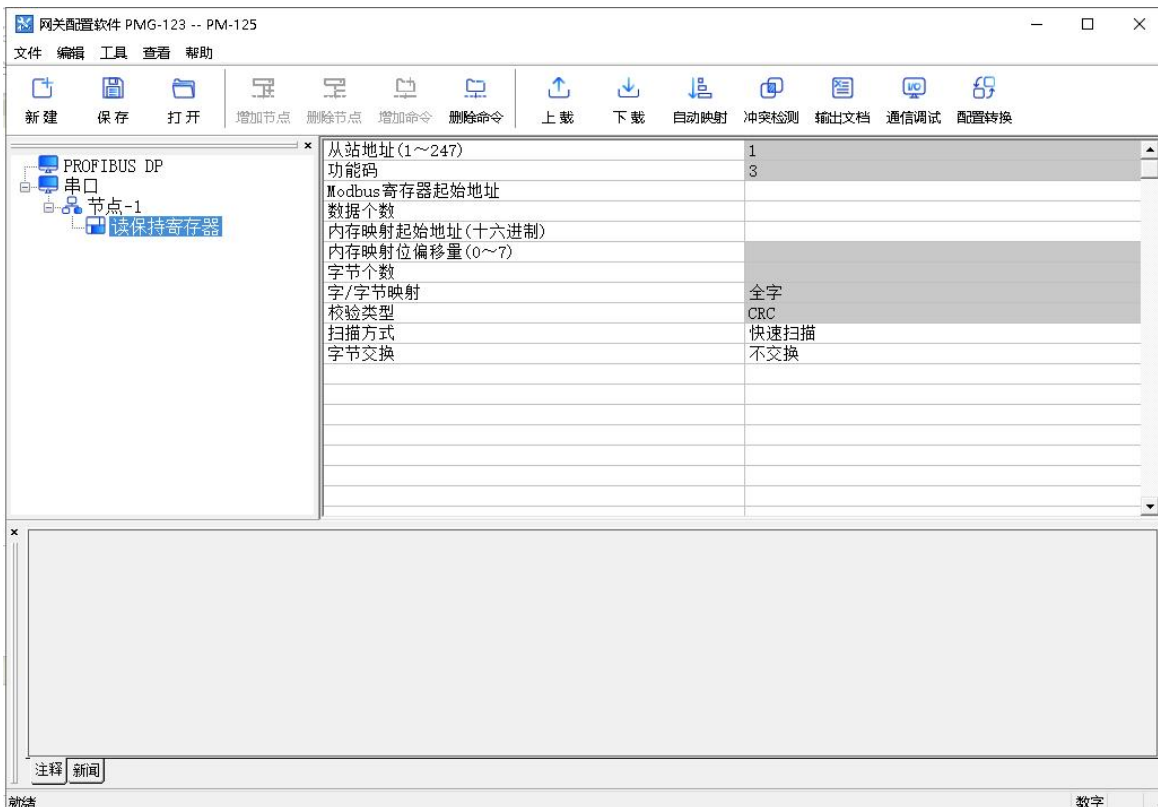 网关配置软件 PMG-123 -- PM-125
文件 编辑 工具 查看 帮助
新建 保存 打开 增加节点 删除节点 增加命令 删除命令 上载 下载 自动映射 冲突检测 输出文档 通信调试 配置转换
PROFIBUS DP
串口
节点-1
读保持寄存器
从站地址(1～247) 1
功能码 3
Modbus寄存器起始地址
数据个数
内存映射起始地址(十六进制)
内存映射位偏移量(0～7)
字节个数
字/字节映射 全字
校验类型 CRC
扫描方式 快速扫描
字节交换 不交换
注释 新闻
就绪 数字